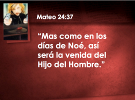 Mateo 24:37
“Mas como en los
días de Noé, así
será la venida del
Hijo del Hombre.”